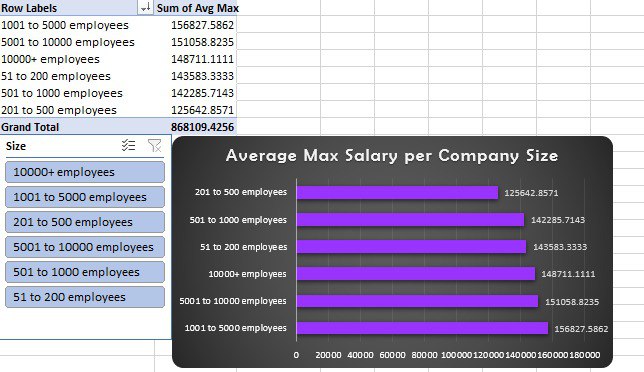 Row Labels Sum of Avg Max
1001 to 5000 employees 156827.5862
5001 to 10000 employees 151058.8235
10000+ employees 148711.1111
51 to 200 employees 143583.3333
501 to 1000 employees 142285.7143
201 to 500 employees 125642.8571
Grand Total 868109.4256
Size
10000+ employees
1001 to 5000 employees
201 to 500 employees
5001 to 10000 employees
501 to 1000 employees
51 to 200 employees
Average Max Salary per Company Size
201 to 500 employees 125642.8571
501 to 1000 employees 142285.7143
51 to 200 employees 143583.3333
10000+ employees 148711.1111
5001 to 10000 employees 151058.8235
1001 to 5000 employees 156827.5862
0 20000 40000 60000 80000 100000 120000 140000 160000 180000